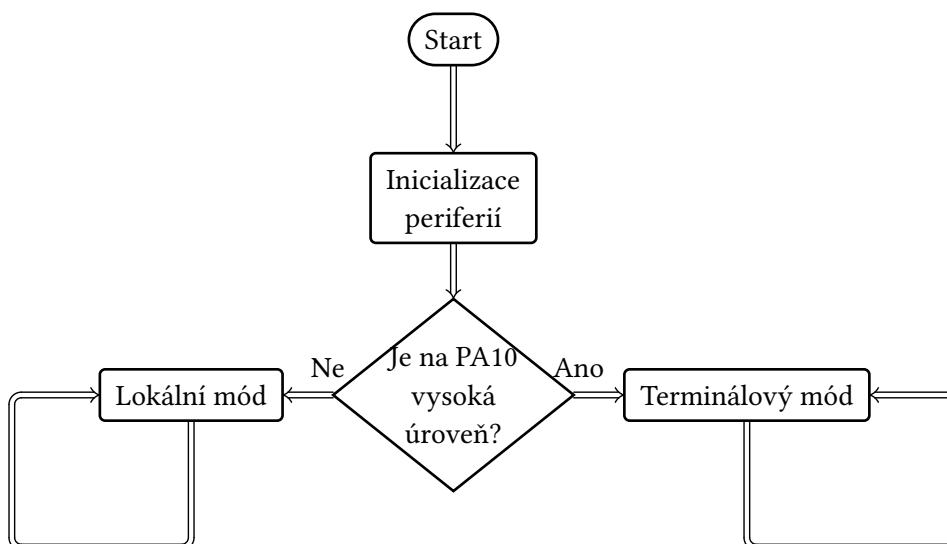 Start
Inicializace
periferií
Je na PA10
vysoká
úroveň?
Ne
Ano
Lokální mód
Terminálový mód